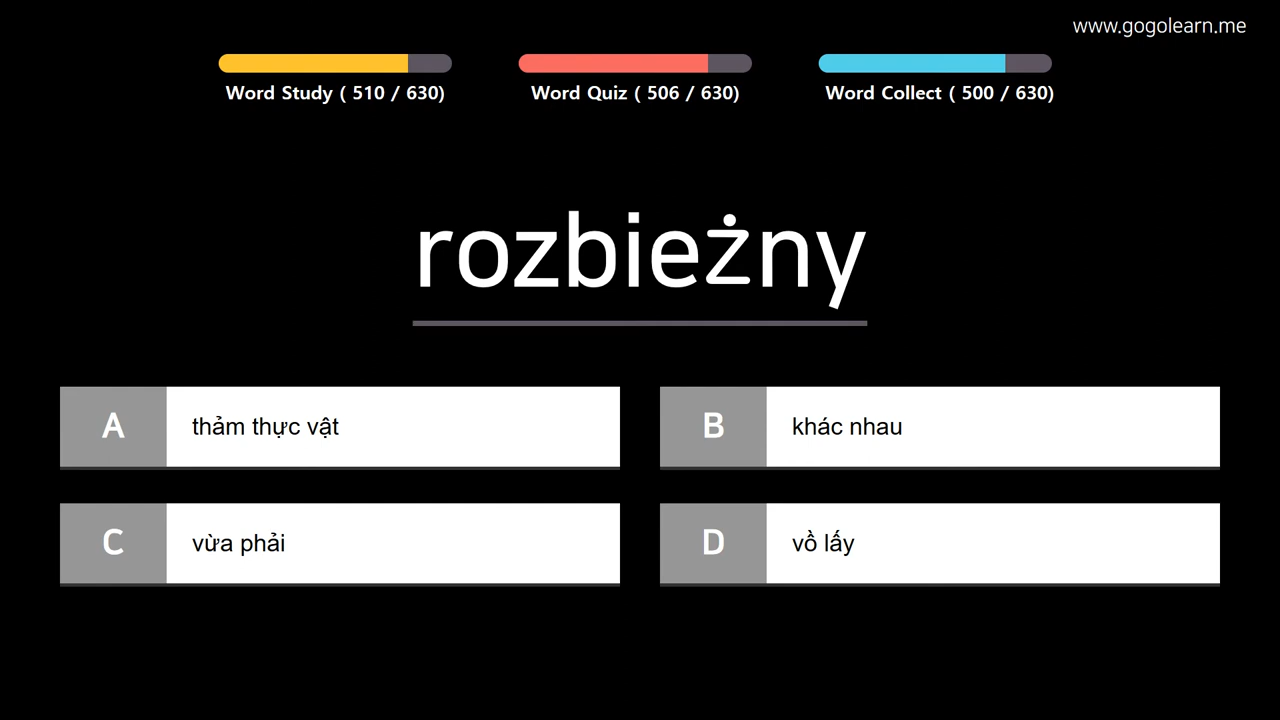 www.gogolearn.me
Word Study ( 510 / 630)
Word Quiz ( 506 / 630)
Word Collect ( 500 / 630)
rozbieżny
A
thảm thực vật
B
khác nhau
C
vừa phải
D
vồ lấy